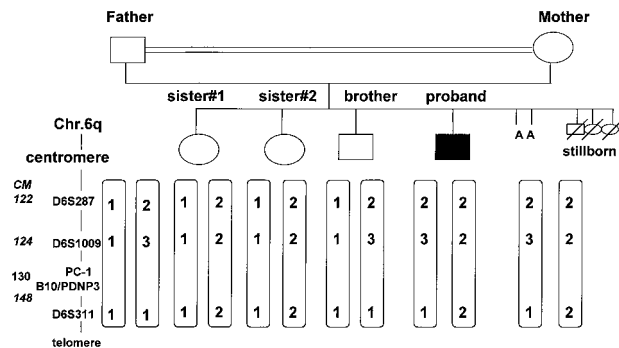 Father
Mother
sister#1 sister#2 brother proband
Chr.6q
A A
stillborn
centromere
CM
122 D6S287 1 2 1 2 1 2 1 2 2 2 2 2
124 D6S1009 1 3 1 2 1 2 1 3 3 2 3 2
130 PC-1
B10/PDNP3
148
D6S311 1 1 1 2 1 2 1 1 1 2 1 2
telomere